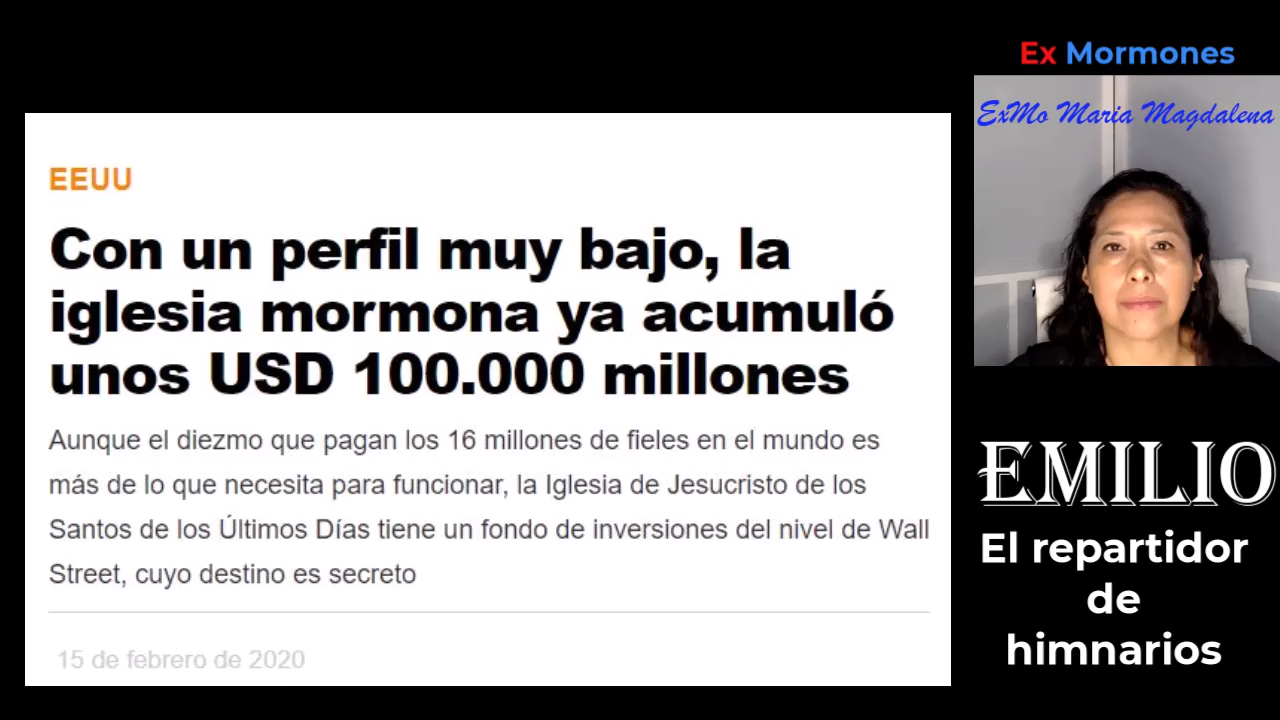 EEUU
Con un perfil muy bajo, la
iglesia mormona ya acumuló
unos USD 100.000 millones
Aunque el diezmo que pagan los 16 millones de fieles en el mundo es
más de lo que necesita para funcionar, la Iglesia de Jesucristo de los
Santos de los Últimos Días tiene un fondo de inversiones del nivel de Wall
Street, cuyo destino es secreto
15 de febrero de 2020
Ex Mormones
ExMo Maria Magdalena
EMILIO
El repartidor
de
himnarios